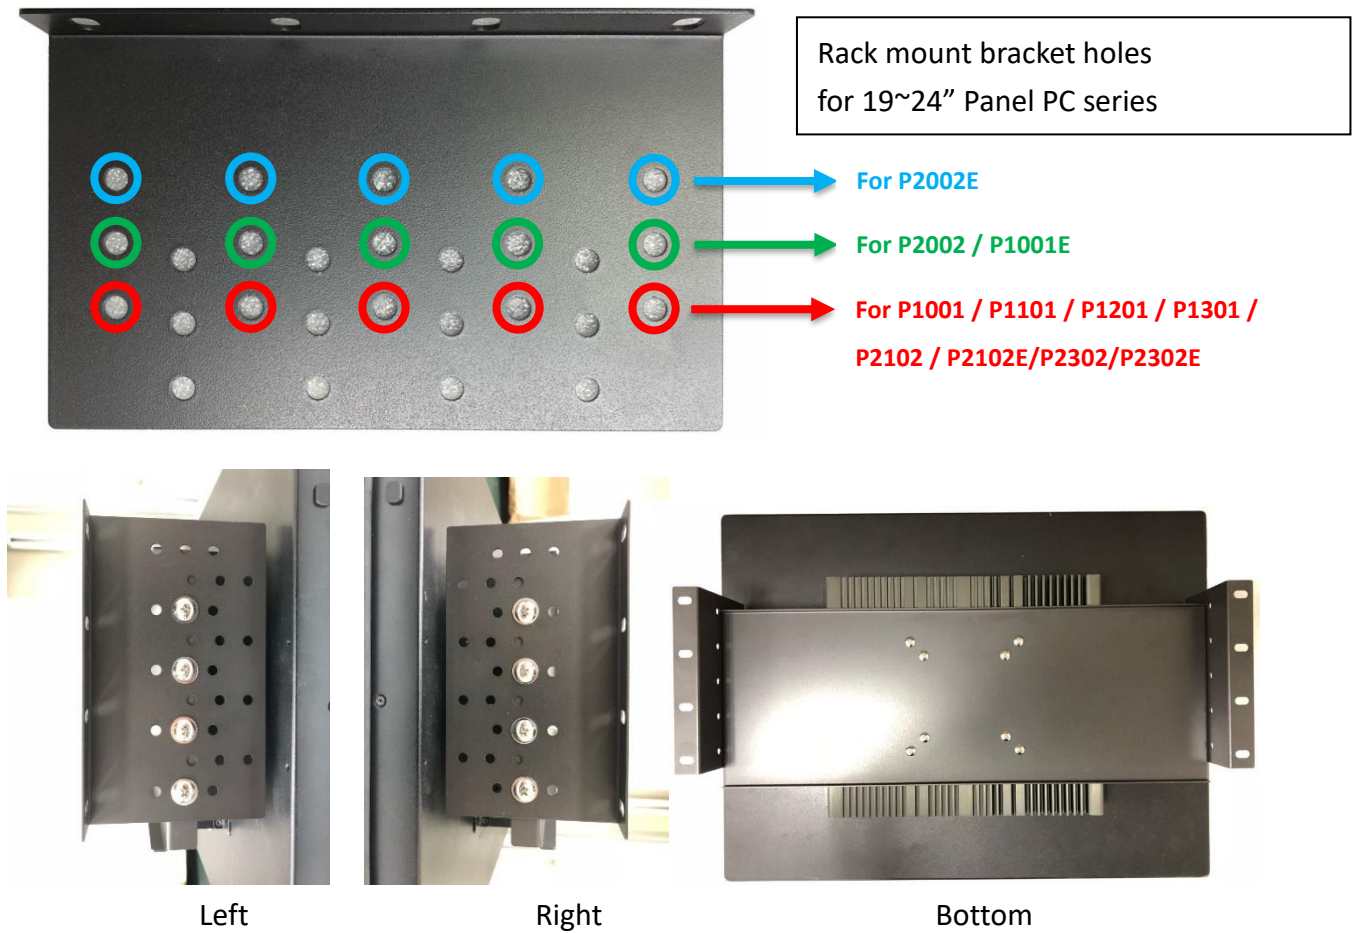 Rack mount bracket holes
for 19~24” Panel PC series
For P2002E
For P2002 / P1001E
For P1001 / P1101 / P1201 / P1301 /
P2102 / P2102E/P2302/P2302E
Left
Right
Bottom